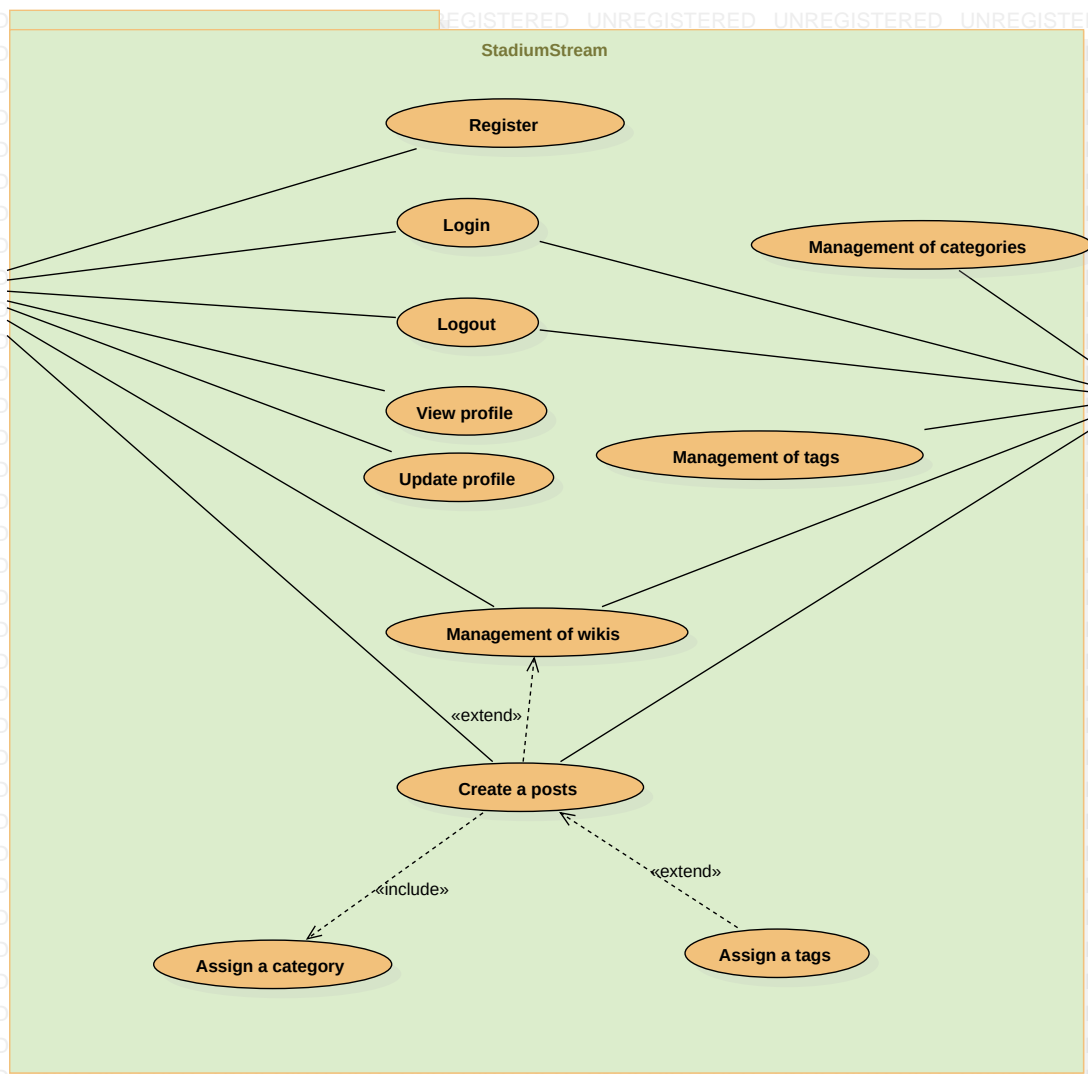 REGISTERED UNREGISTERED UNREGISTERED UNREGISTE
StadiumStream
Register
Login
Management of categories
Logout
View profile
Management of tags
Update profile
Management of wikis
«extend»
Create a posts
«extend»
«include»
Assign a tags
Assign a category